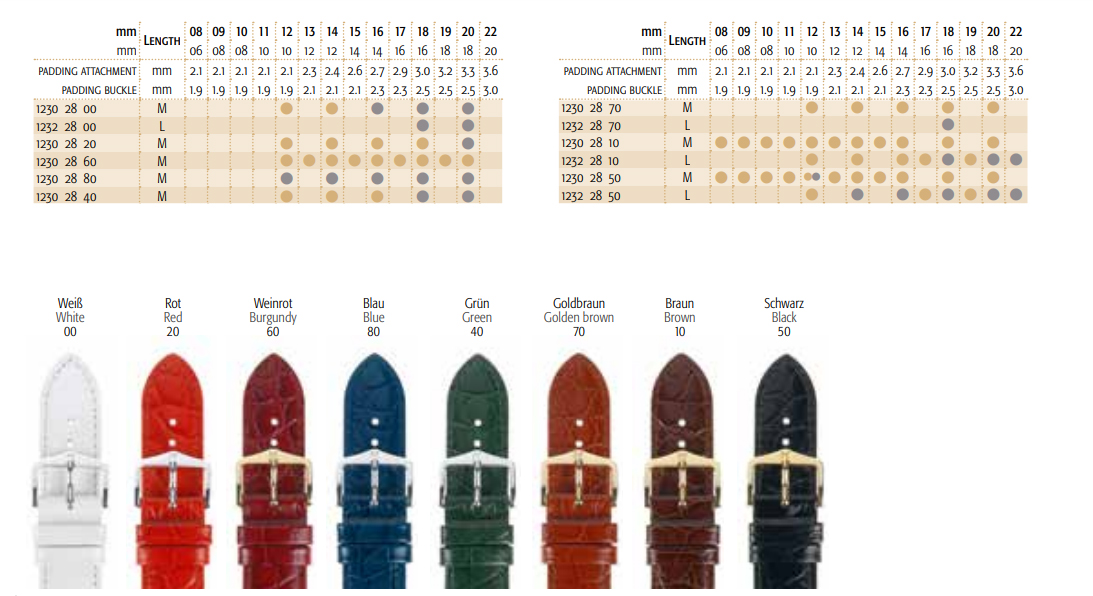 mm LENGTH 08 09 10 11 12 13 14 15 16 17 18 19 20 22
mm 06 08 08 10 10 12 12 14 14 16 16 18 18 20
PADDING ATTACHMENT mm 2.1 2.1 2.1 2.1 2.1 2.3 2.4 2.6 2.7 2.9 3.0 3.2 3.3 3.6
PADDING BUCKLE mm 1.9 1.9 1.9 1.9 1.9 2.1 2.1 2.1 2.3 2.3 2.5 2.5 2.5 3.0
1230 28 00 M
1232 28 00 L
1230 28 20 M
1230 28 60 M
1230 28 80 M
1230 28 40 M
mm LENGTH 08 09 10 11 12 13 14 15 16 17 18 19 20 22
mm 06 08 08 10 10 12 12 14 14 16 16 18 18 20
PADDING ATTACHMENT mm 2.1 2.1 2.1 2.1 2.1 2.3 2.4 2.6 2.7 2.9 3.0 3.2 3.3 3.6
PADDING BUCKLE mm 1.9 1.9 1.9 1.9 1.9 2.1 2.1 2.1 2.3 2.3 2.5 2.5 2.5 3.0
1230 28 70 M
1232 28 70 L
1230 28 10 M
1232 28 10 L
1230 28 50 M
1232 28 50 L
Weiß Rot Weinrot Blau Grün Goldbraun Braun Schwarz
White Red Burgundy Blue Green Golden brown Brown Black
00 20 60 80 40 70 10 50